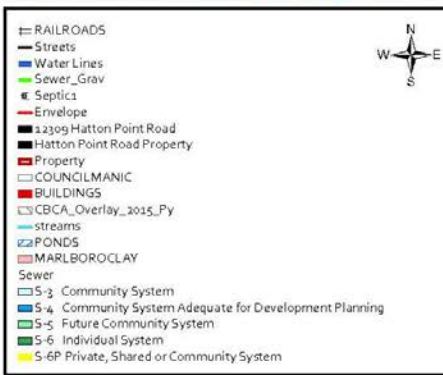 RAILROADS
Streets
Water Lines
Sewer_Grav
Septic1
Envelope
12309 Hatton Point Road
Hatton Point Road Property
Property
COUNCILMANIC
BUILDINGS
CBCA_Overlay_2015_Py
streams
PONDS
MARLBOROCLAY
Sewer
S-3 Community System
S-4 Community System Adequate for Development Planning
S-5 Future Community System
S-6 Individual System
S-6P Private, Shared or Community System
N
W E
S